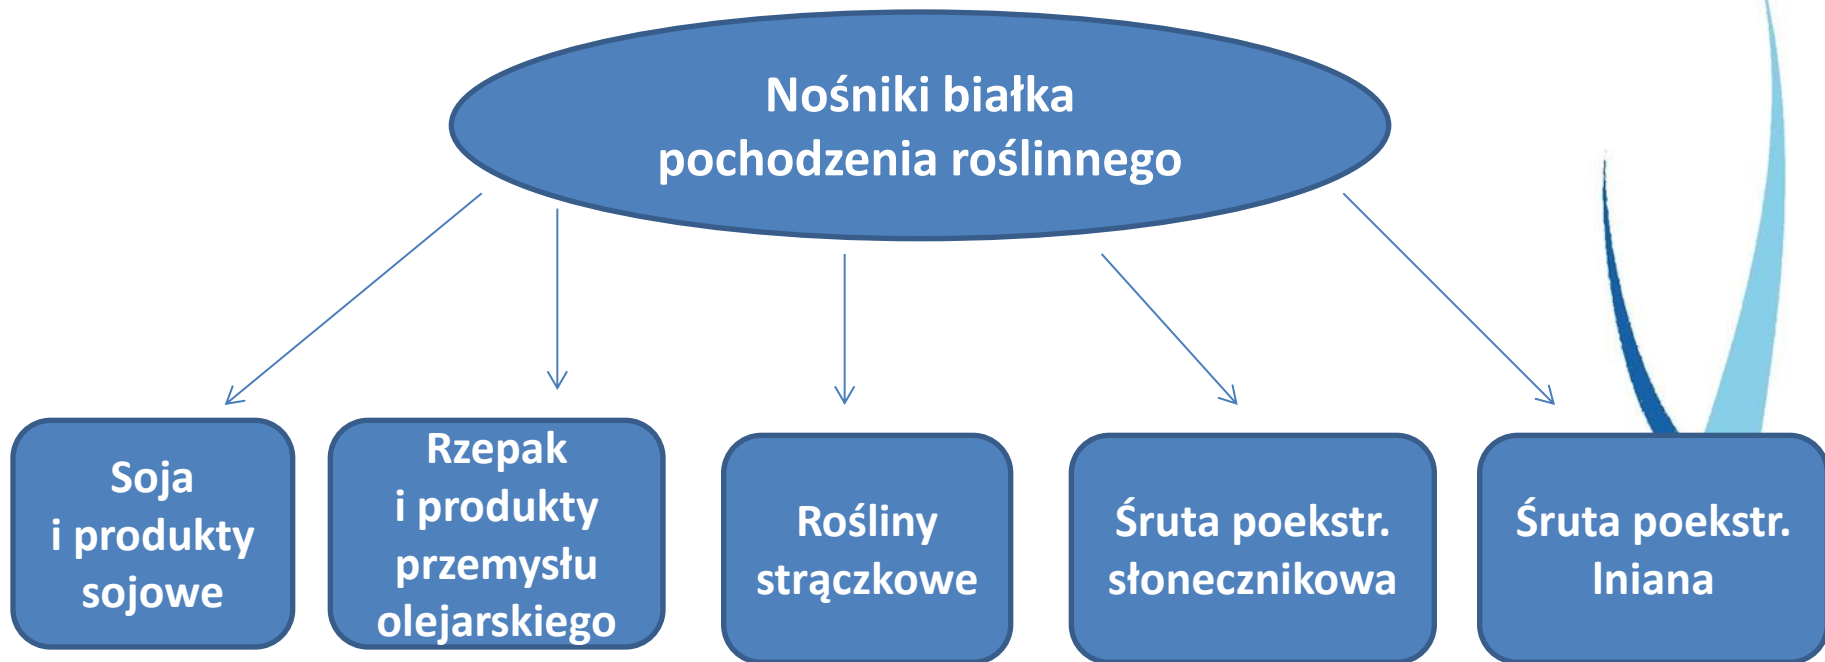 Nośniki białka
pochodzenia roślinnego
Soja
i produkty
sojowe
Rzepak
i produkty
przemysłu
olejarskiego
Rośliny
strączkowe
Śruta poekstr.
słonecznikowa
Śruta poekstr.
lniana